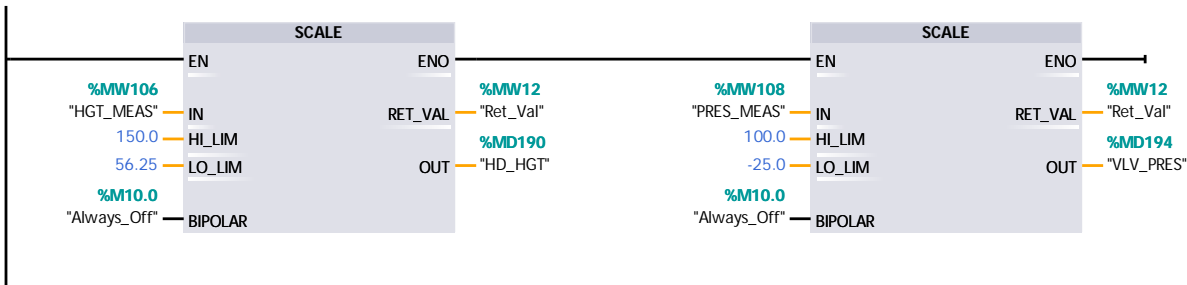 SCALE
EN ENO
%MW106 %MW12
"HGT_MEAS" IN RET_VAL "Ret_Val"
150.0 HI_LIM %MD190
56.25 LO_LIM OUT "HD_HGT"
%M10.0
"Always_Off" BIPOLAR
SCALE
EN ENO
%MW108 %MW12
"PRES_MEAS" IN RET_VAL "Ret_Val"
100.0 HI_LIM %MD194
-25.0 LO_LIM OUT "VLV_PRES"
%M10.0
"Always_Off" BIPOLAR